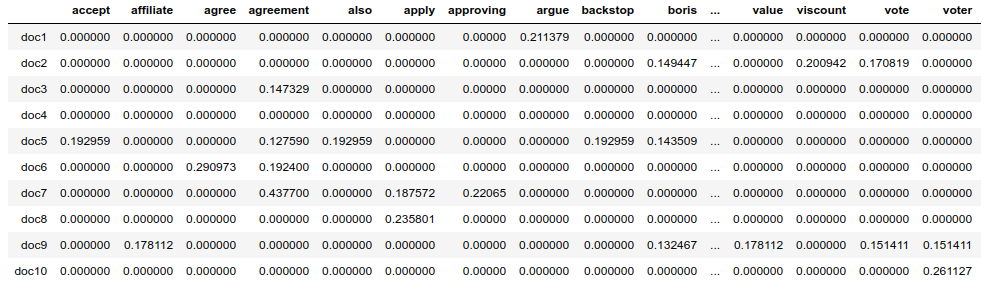 accept affiliate agree agreement also apply approving argue backstop boris ... value viscount vote voter
doc1 0.000000 0.000000 0.000000 0.000000 0.000000 0.000000 0.00000 0.211379 0.000000 0.000000 ... 0.000000 0.000000 0.000000 0.000000
doc2 0.000000 0.000000 0.000000 0.000000 0.000000 0.000000 0.00000 0.000000 0.000000 0.149447 ... 0.000000 0.200942 0.170819 0.000000
doc3 0.000000 0.000000 0.000000 0.147329 0.000000 0.000000 0.00000 0.000000 0.000000 0.000000 ... 0.000000 0.000000 0.000000 0.000000
doc4 0.000000 0.000000 0.000000 0.000000 0.000000 0.000000 0.00000 0.000000 0.000000 0.000000 ... 0.000000 0.000000 0.000000 0.000000
doc5 0.192959 0.000000 0.000000 0.127590 0.192959 0.000000 0.00000 0.000000 0.192959 0.143509 ... 0.000000 0.000000 0.000000 0.000000
doc6 0.000000 0.000000 0.290973 0.192400 0.000000 0.000000 0.00000 0.000000 0.000000 0.000000 ... 0.000000 0.000000 0.000000 0.000000
doc7 0.000000 0.000000 0.000000 0.437700 0.000000 0.187572 0.22065 0.000000 0.000000 0.000000 ... 0.000000 0.000000 0.000000 0.000000
doc8 0.000000 0.000000 0.000000 0.000000 0.000000 0.235801 0.00000 0.000000 0.000000 0.000000 ... 0.000000 0.000000 0.000000 0.000000
doc9 0.000000 0.178112 0.000000 0.000000 0.000000 0.000000 0.00000 0.000000 0.000000 0.132467 ... 0.178112 0.000000 0.151411 0.151411
doc10 0.000000 0.000000 0.000000 0.000000 0.000000 0.000000 0.00000 0.000000 0.000000 0.000000 ... 0.000000 0.000000 0.000000 0.261127